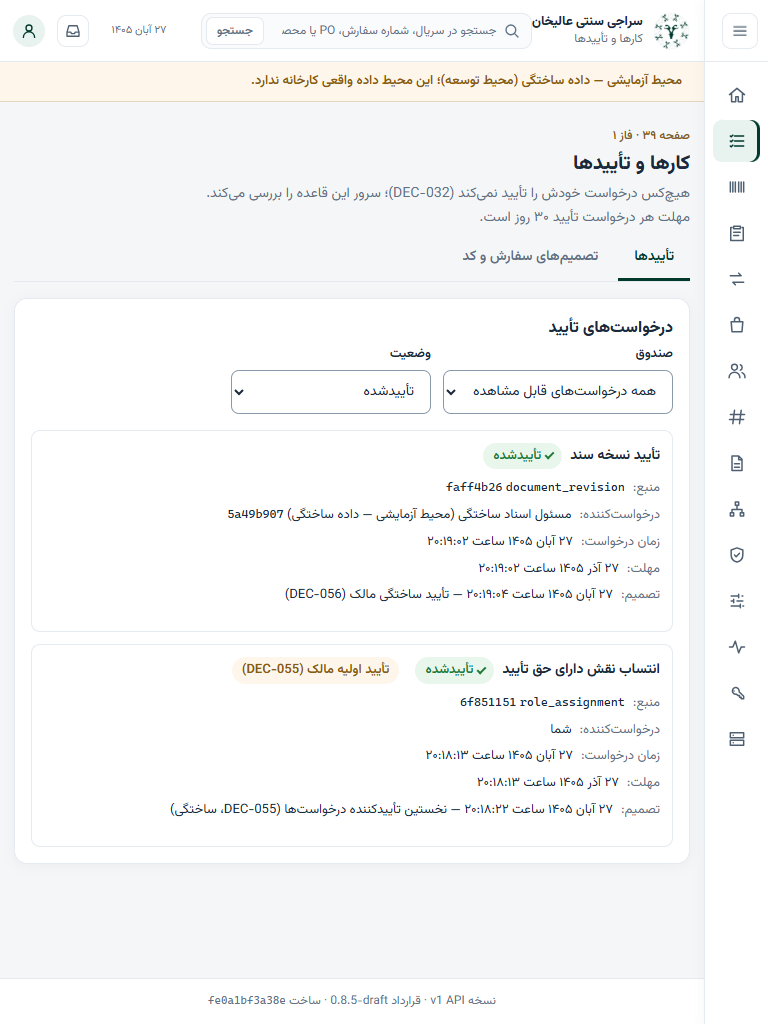 سراجی سنتی عالیخان
کارها و تأییدها
جستجو در سریال، شماره سفارش، PO یا محص
جستجو
۲۷ آبان ۱۴۰۵
محیط آزمایشی — داده ساختگی (محیط توسعه)؛ این محیط داده واقعی کارخانه ندارد.
صفحه ۳۹ · فاز ۱
کارها و تأییدها
هیچ‌کس درخواست خودش را تأیید نمی‌کند (DEC-032)؛ سرور این قاعده را بررسی می‌کند.
مهلت هر درخواست تأیید ۳۰ روز است.
تأییدها
تصمیم‌های سفارش و کد
درخواست‌های تأیید
صندوق
وضعیت
همه درخواست‌های قابل مشاهده
تأییدشده
تأیید نسخه سند ✓ تأییدشده
منبع: document_revision faff4b26
درخواست‌کننده: مسئول اسناد ساختگی (محیط آزمایشی — داده ساختگی) 5a49b907
زمان درخواست: ۲۷ آبان ۱۴۰۵ ساعت ۲۰:۱۹:۰۲
مهلت: ۲۷ آذر ۱۴۰۵ ساعت ۲۰:۱۹:۰۲
تصمیم: ۲۷ آبان ۱۴۰۵ ساعت ۲۰:۱۹:۰۴ — تأیید ساختگی مالک (DEC-056)
انتساب نقش دارای حق تأیید ✓ تأییدشده تأیید اولیه مالک (DEC-055)
منبع: role_assignment 6f851151
درخواست‌کننده: شما
زمان درخواست: ۲۷ آبان ۱۴۰۵ ساعت ۲۰:۱۸:۱۳
مهلت: ۲۷ آذر ۱۴۰۵ ساعت ۲۰:۱۸:۱۳
تصمیم: ۲۷ آبان ۱۴۰۵ ساعت ۲۰:۱۸:۲۲ — نخستین تأییدکننده درخواست‌ها (DEC-055، ساختگی)
نسخه API v1 · قرارداد 0.8.5-draft · ساخت fe0a1bf3a38e